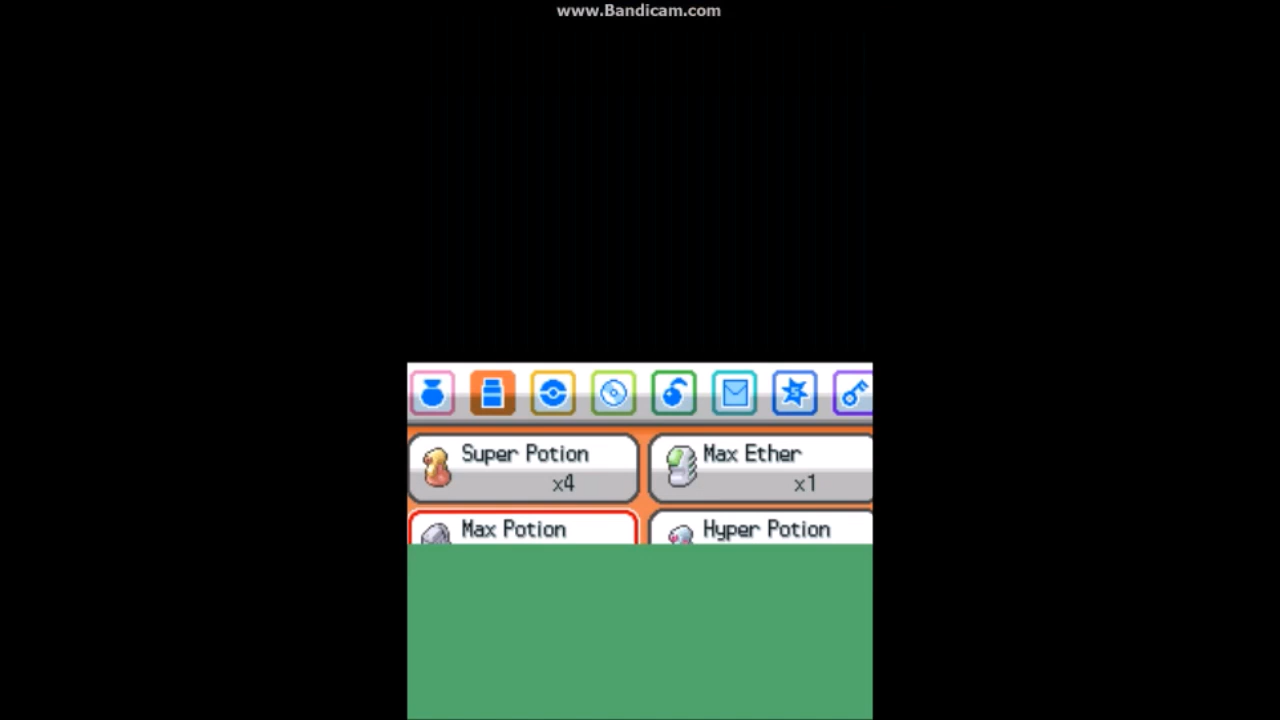 www.Bandicam.com
Super Potion
x4
Max Ether
x1
Max Potion
Hyper Potion